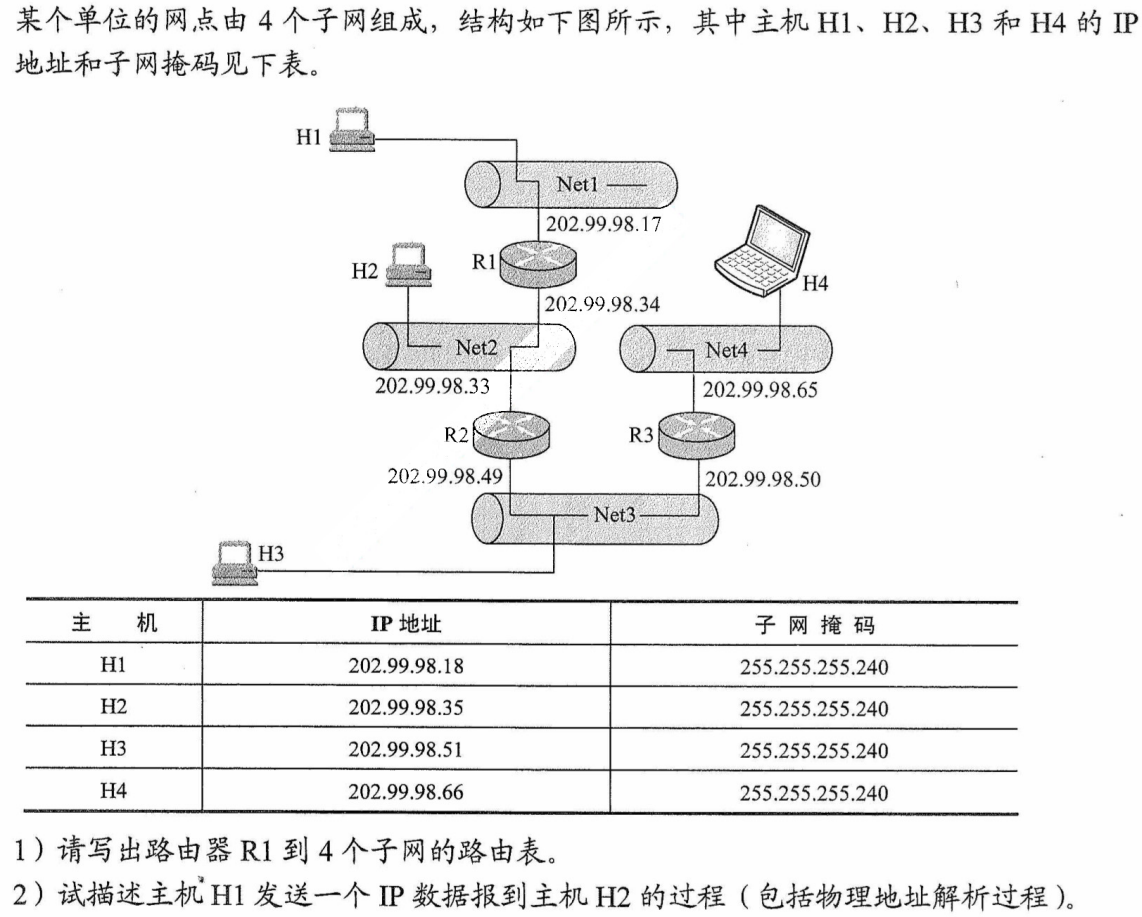 某个单位的网点由 4 个子网组成，结构如下图所示，其中主机 H1、H2、H3 和 H4 的 IP
地址和子网掩码见下表。
H1
Net1
202.99.98.17
H2
R1
H4
202.99.98.34
Net2
Net4
202.99.98.33
202.99.98.65
R2
R3
202.99.98.49
202.99.98.50
Net3
H3
主 机 IP 地址 子 网 掩 码
H1 202.99.98.18 255.255.255.240
H2 202.99.98.35 255.255.255.240
H3 202.99.98.51 255.255.255.240
H4 202.99.98.66 255.255.255.240
1）请写出路由器 R1 到 4 个子网的路由表。
2）试描述主机 H1 发送一个 IP 数据报到主机 H2 的过程（包括物理地址解析过程）。